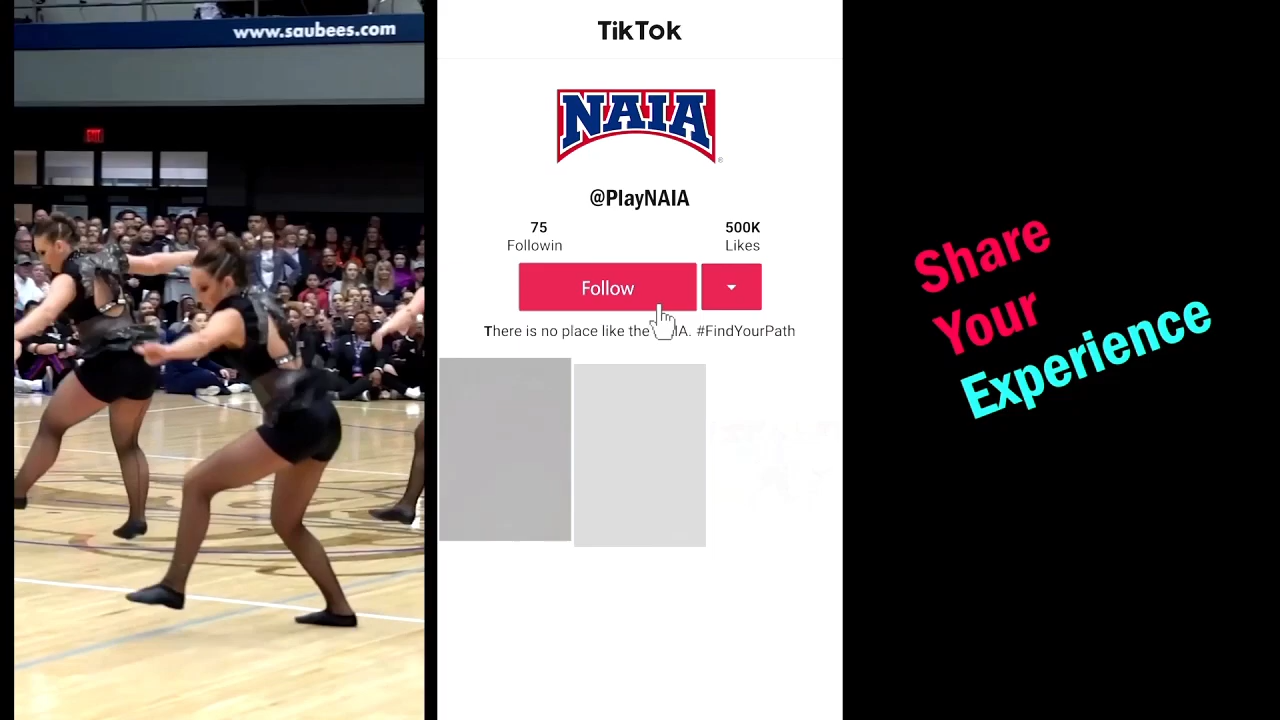 www.saubees.com
TikTok
NAIA
@PlayNAIA
75
Followin
500K
Likes
Follow
There is no place like the IA. #FindYourPath
Share
Your
Experience